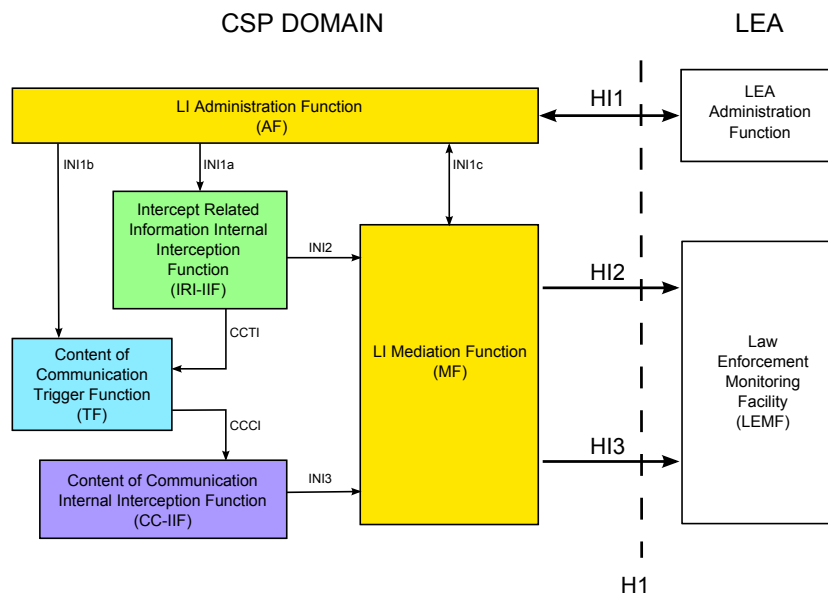 CSP DOMAIN
LEA
LI Administration Function
(AF)
HI1
LEA
Administration
Function
INI1b
INI1a
INI1c
Intercept Related
Information Internal
Interception
Function
(IRI-IIF)
INI2
HI2
CCTI
Content of
Communication
Trigger Function
(TF)
LI Mediation Function
(MF)
Law
Enforcement
Monitoring
Facility
(LEMF)
CCCI
HI3
Content of Communication
Internal Interception Function
(CC-IIF)
INI3
H1